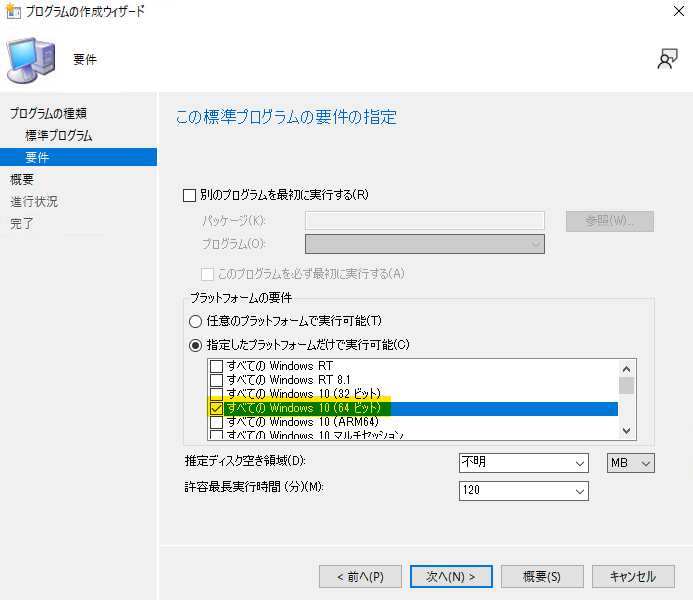 プログラムの作成ウィザード
要件
プログラムの種類
標準プログラム
要件
概要
進行状況
完了
この標準プログラムの要件の指定
別のプログラムを最初に実行する(R)
パッケージ(K):
参照(W)...
プログラム(O):
このプログラムを必ず最初に実行する(A)
プラットフォームの要件
任意のプラットフォームで実行可能(T)
指定したプラットフォームだけで実行可能(C)
すべての Windows RT
すべての Windows RT 8.1
すべての Windows 10 (32 ビット)
すべての Windows 10 (64 ビット)
すべての Windows 10 (ARM64)
すべての Windows 10 マルチセッション
推定ディスク空き領域(D):
不明
MB
許容最長実行時間 (分)(M):
120
< 前へ(P)
次へ(N) >
概要(S)
キャンセル